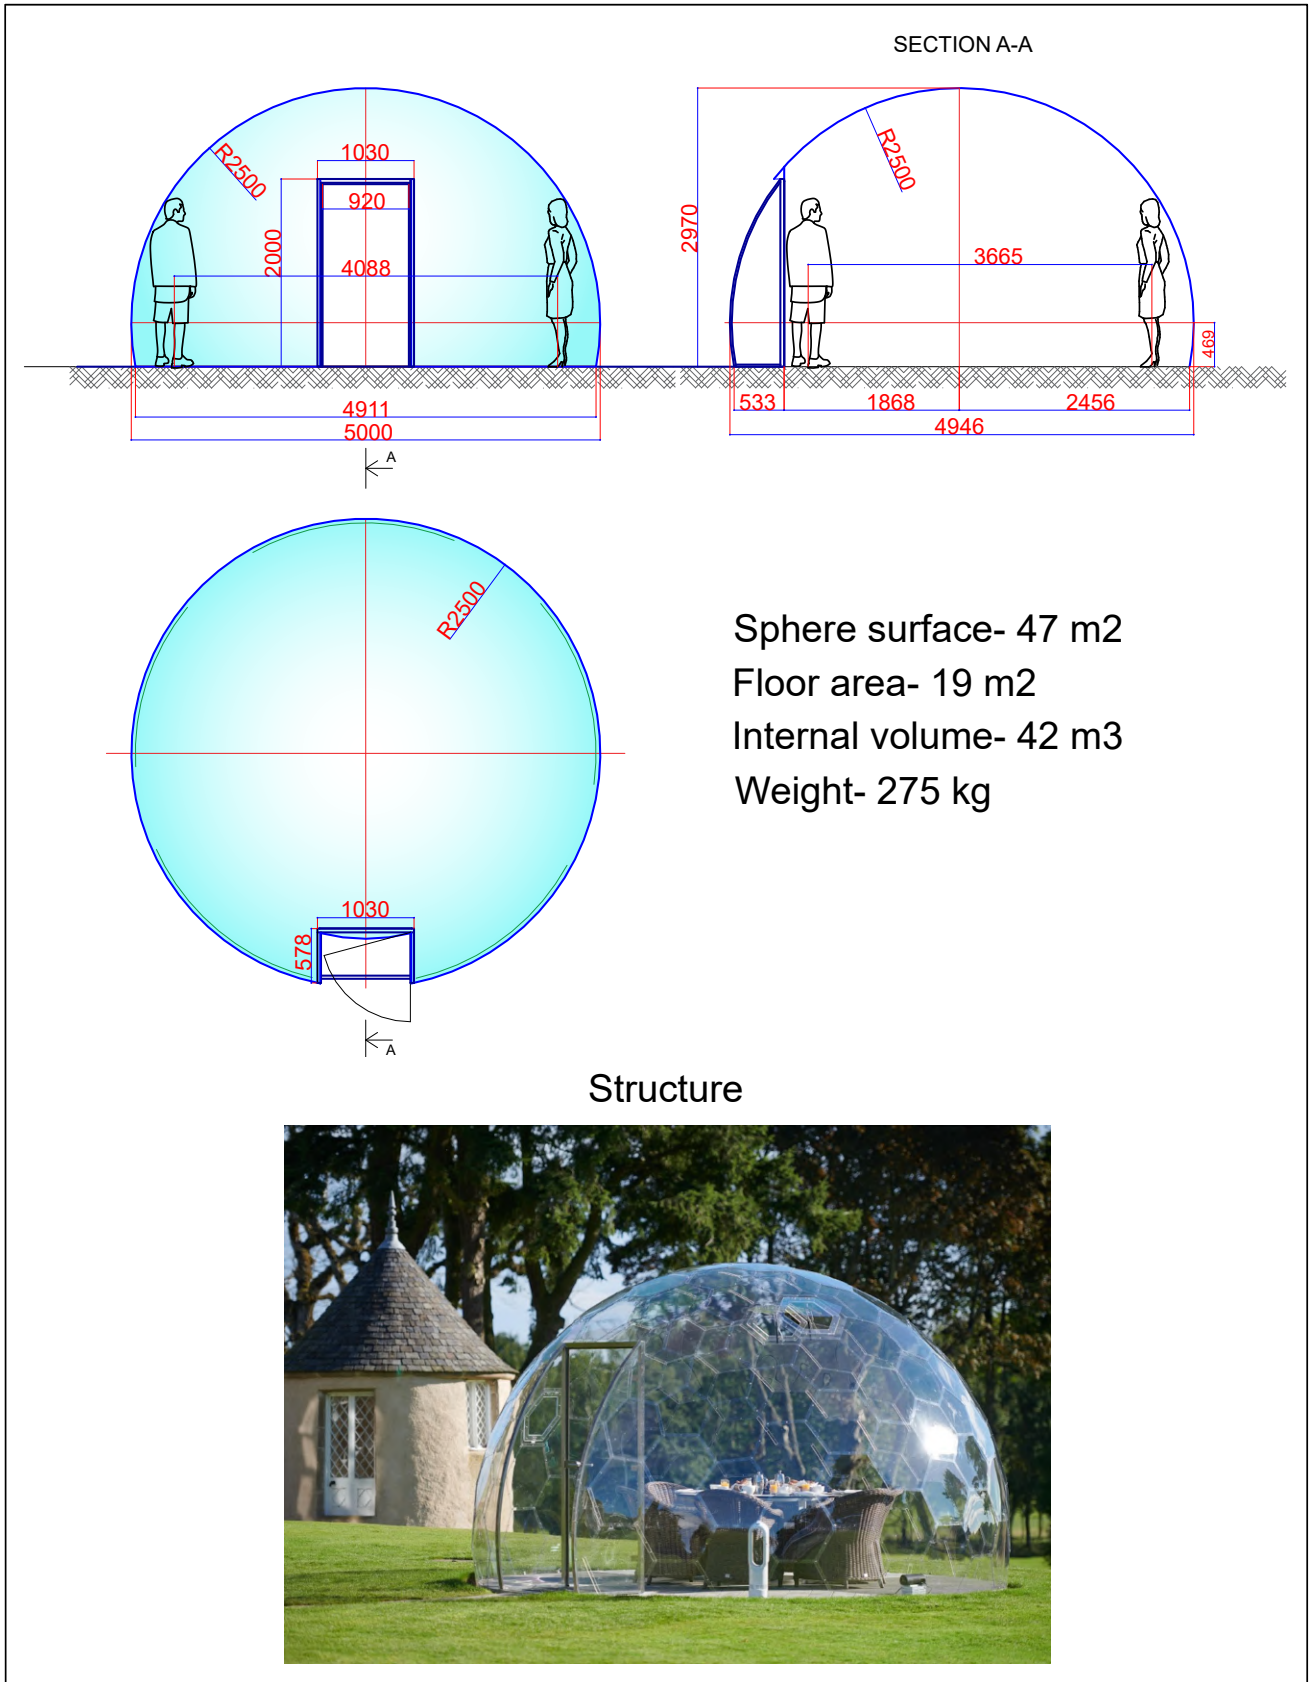 SECTION A-A
R2500
1030
920
2000
4088
4911
5000
A
R2500
2970
3665
469
533
1868
2456
4946
R2500
1030
578
A
Sphere surface- 47 m2
Floor area- 19 m2
Internal volume- 42 m3
Weight- 275 kg
Structure